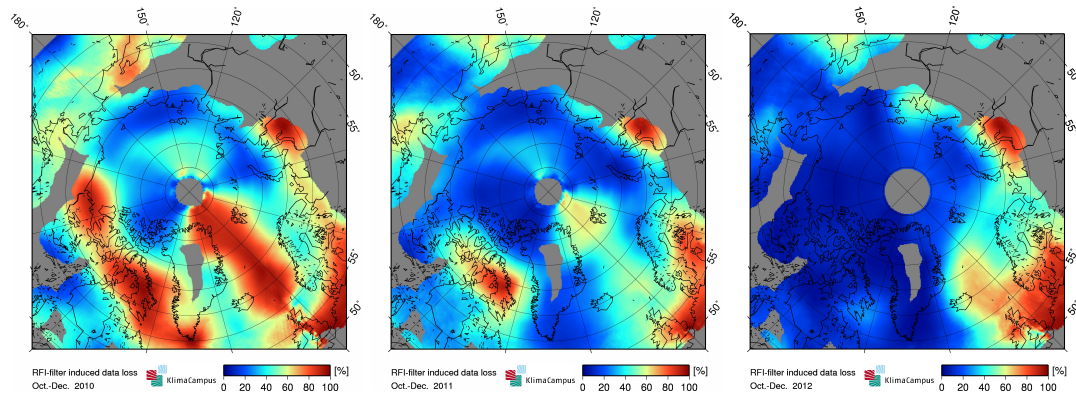 180° 150° 120°
50°
55°
55°
50°
RFI-filter induced data loss
Oct.-Dec. 2010
KlimaCampus
[%]
0 20 40 60 80 100
180° 150° 120°
50°
55°
55°
50°
RFI-filter induced data loss
Oct.-Dec. 2011
KlimaCampus
[%]
0 20 40 60 80 100
180° 150° 120°
50°
55°
55°
50°
RFI-filter induced data loss
Oct.-Dec. 2012
KlimaCampus
[%]
0 20 40 60 80 100